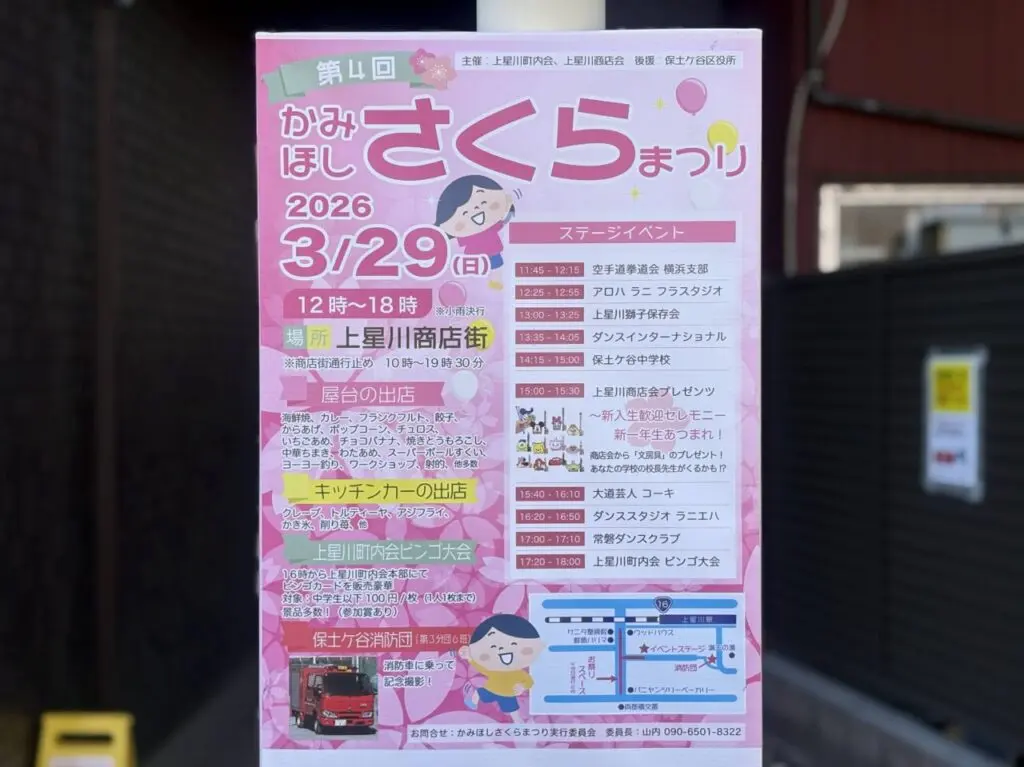 第4回
主催：上星川町内会、上星川商店会　後援：保土ケ谷区役所
かみほし さくらまつり
2026
3/29(日)
12時〜18時 ※小雨決行
場所 上星川商店街
※商店街通行止め　10時〜19時30分
屋台の出店
海鮮焼、カレー、フランクフルト、餃子、
からあげ、ポップコーン、チュロス、
いちごあめ、チョコバナナ、焼きとうもろこし、
中華ちまき、わたあめ、スーパーボールすくい、
ヨーヨー釣り、ワークショップ、射的、他多数
キッチンカーの出店
クレープ、トルティーヤ、アジフライ、
かき氷、削り苺、他
上星川町内会ビンゴ大会
16時から上星川町内会本部にて
ビンゴカードを販売豪華
対象：中学生以下100円/枚（1人1枚まで）
景品多数！（参加賞あり）
保土ケ谷消防団（第3分団6班）
消防車に乗って
記念撮影！
ステージイベント
11:45 - 12:15 空手道拳道会 横浜支部
12:25 - 12:55 アロハ ラニ フラスタジオ
13:00 - 13:25 上星川獅子保存会
13:35 - 14:05 ダンスインターナショナル
14:15 - 15:00 保土ケ谷中学校
15:00 - 15:30 上星川商店会プレゼンツ
〜新入生歓迎セレモニー
新一年生あつまれ！
商店会から「文房具」のプレゼント！
あなたの学校の校長先生がくるかも!?
15:40 - 16:10 大道芸人 コーキ
16:20 - 16:50 ダンススタジオ ラニエハ
17:00 - 17:10 常磐ダンスクラブ
17:20 - 18:00 上星川町内会 ビンゴ大会
16
上星川駅
●ウッドハウス
★イベントステージ
消防団
お祭り
スペース
お問合せ：かみほしさくらまつり実行委員会　委員長：山内 090-6501-8322